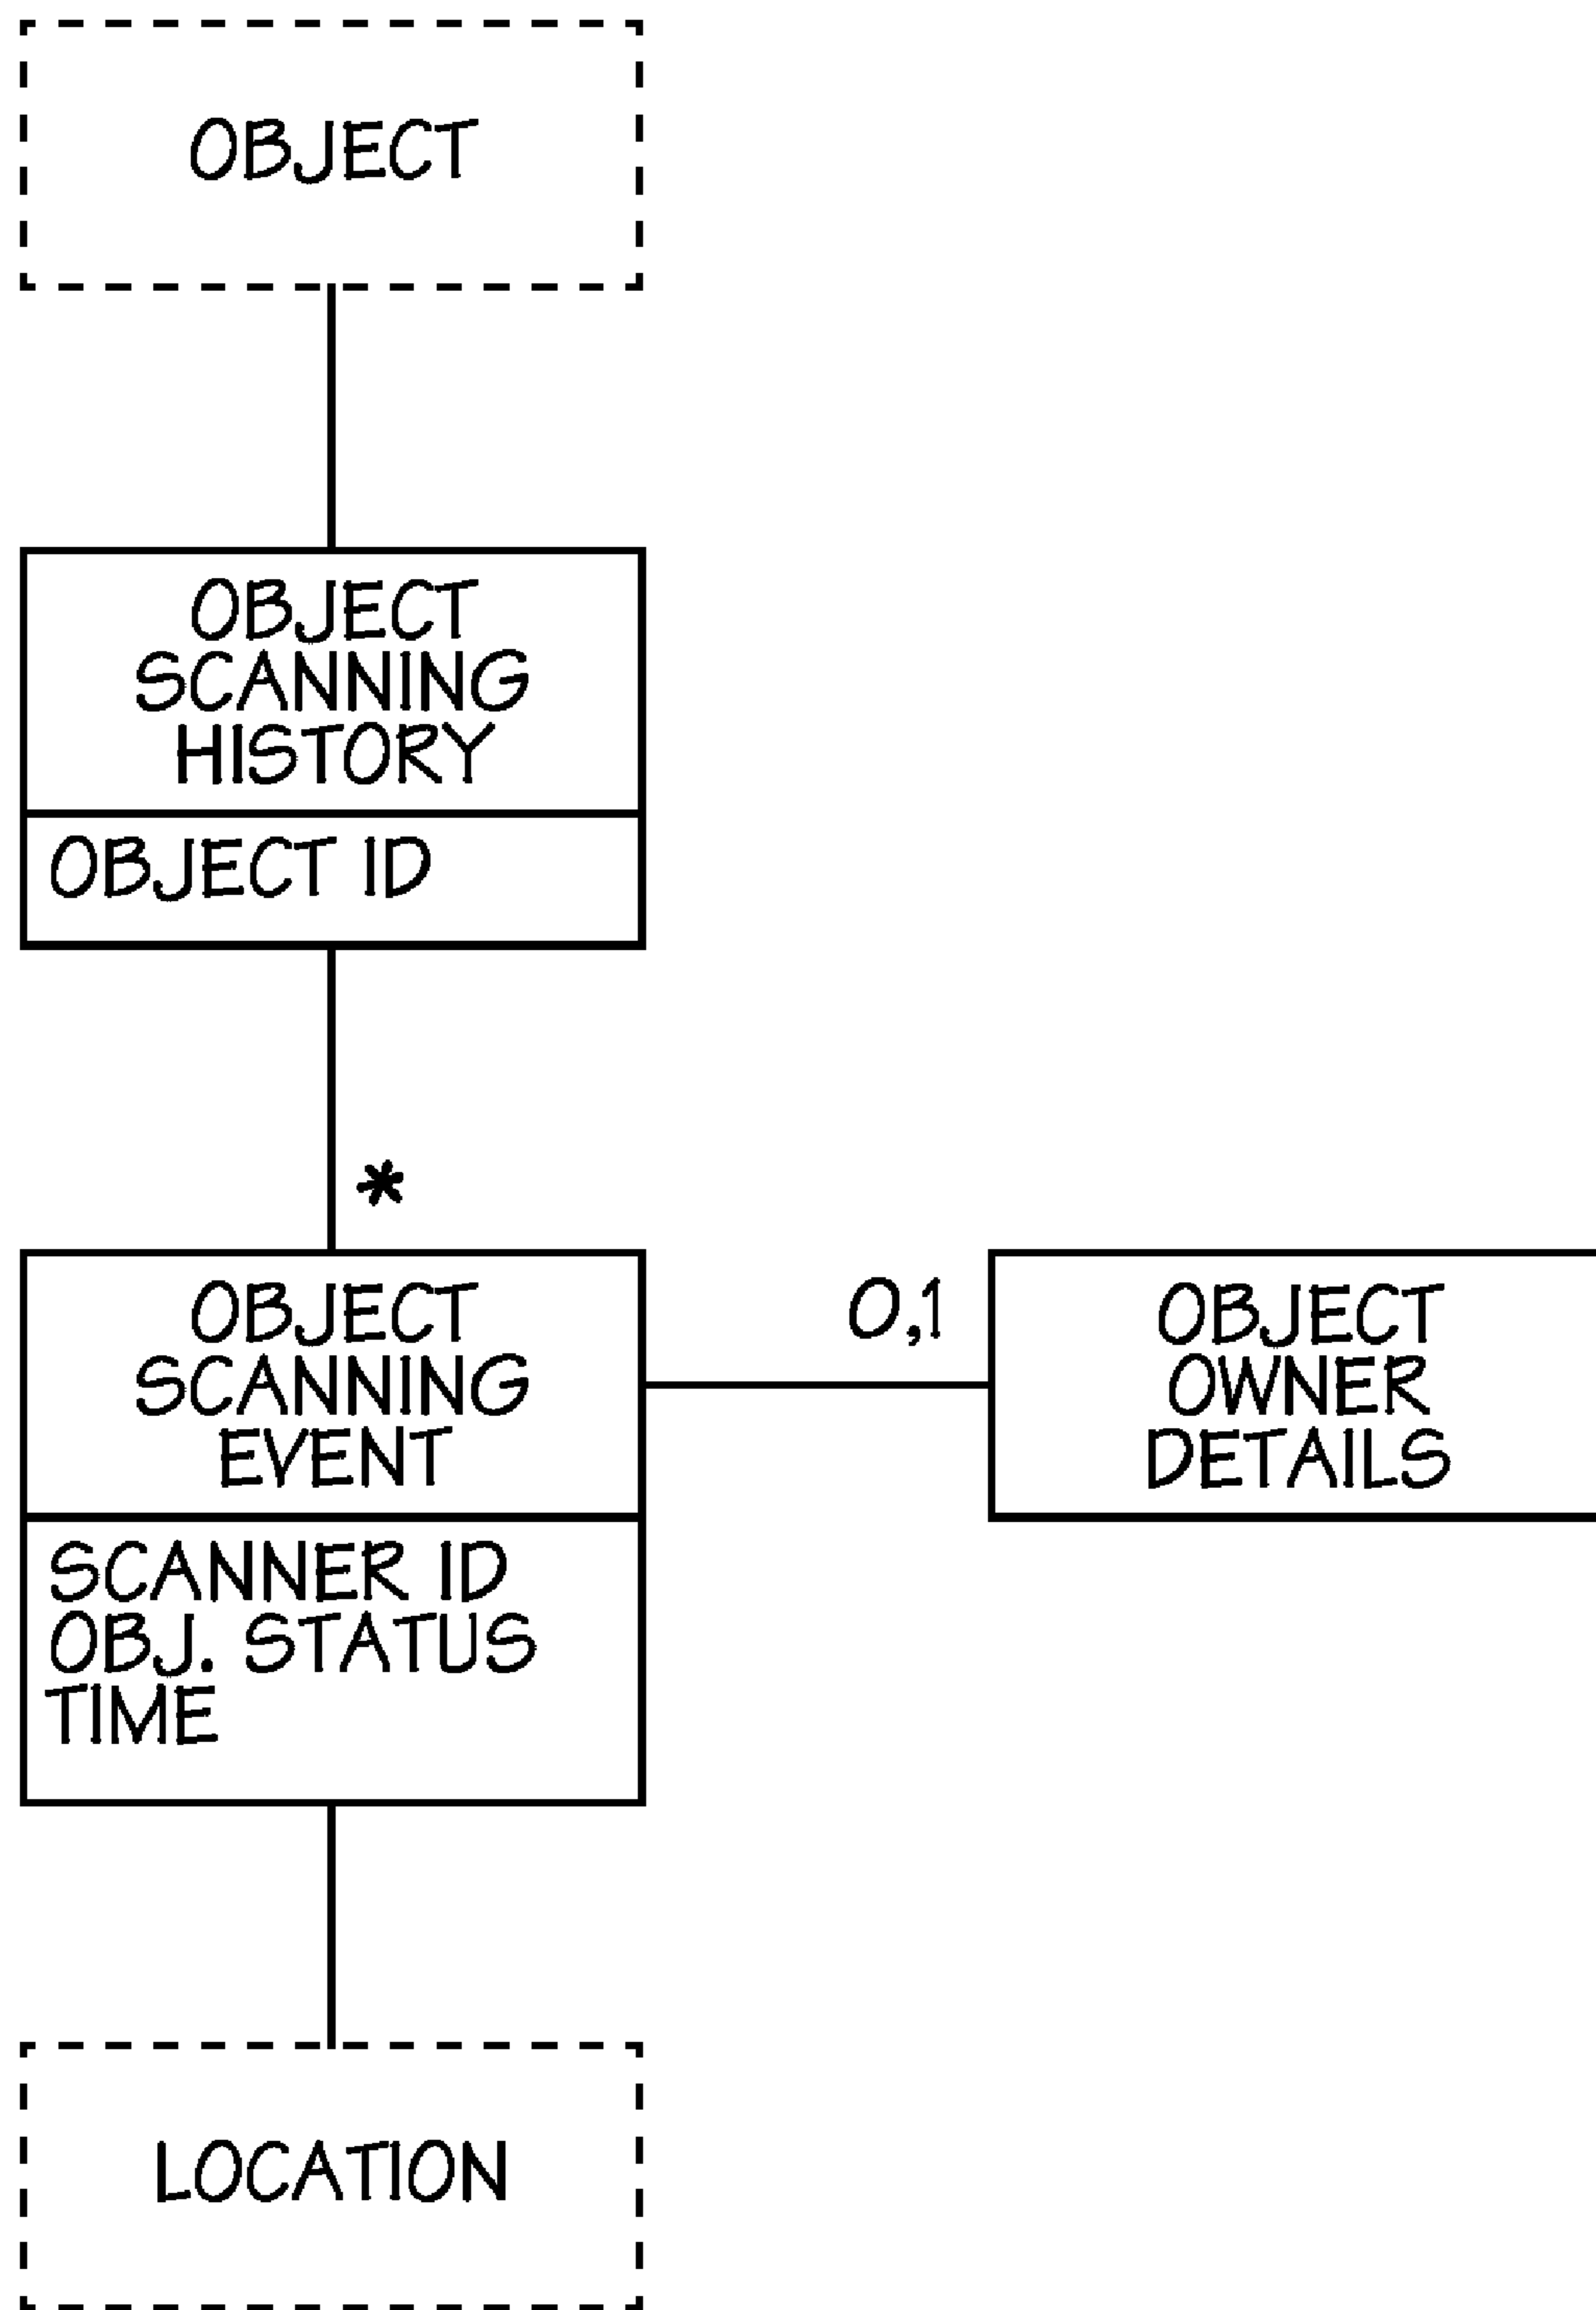 OBJECT
OBJECT
SCANNING
HISTORY
OBJECT ID
*
OBJECT
SCANNING
EVENT
0,1
OBJECT
OWNER
DETAILS
SCANNER ID
OBJ. STATUS
TIME
LOCATION